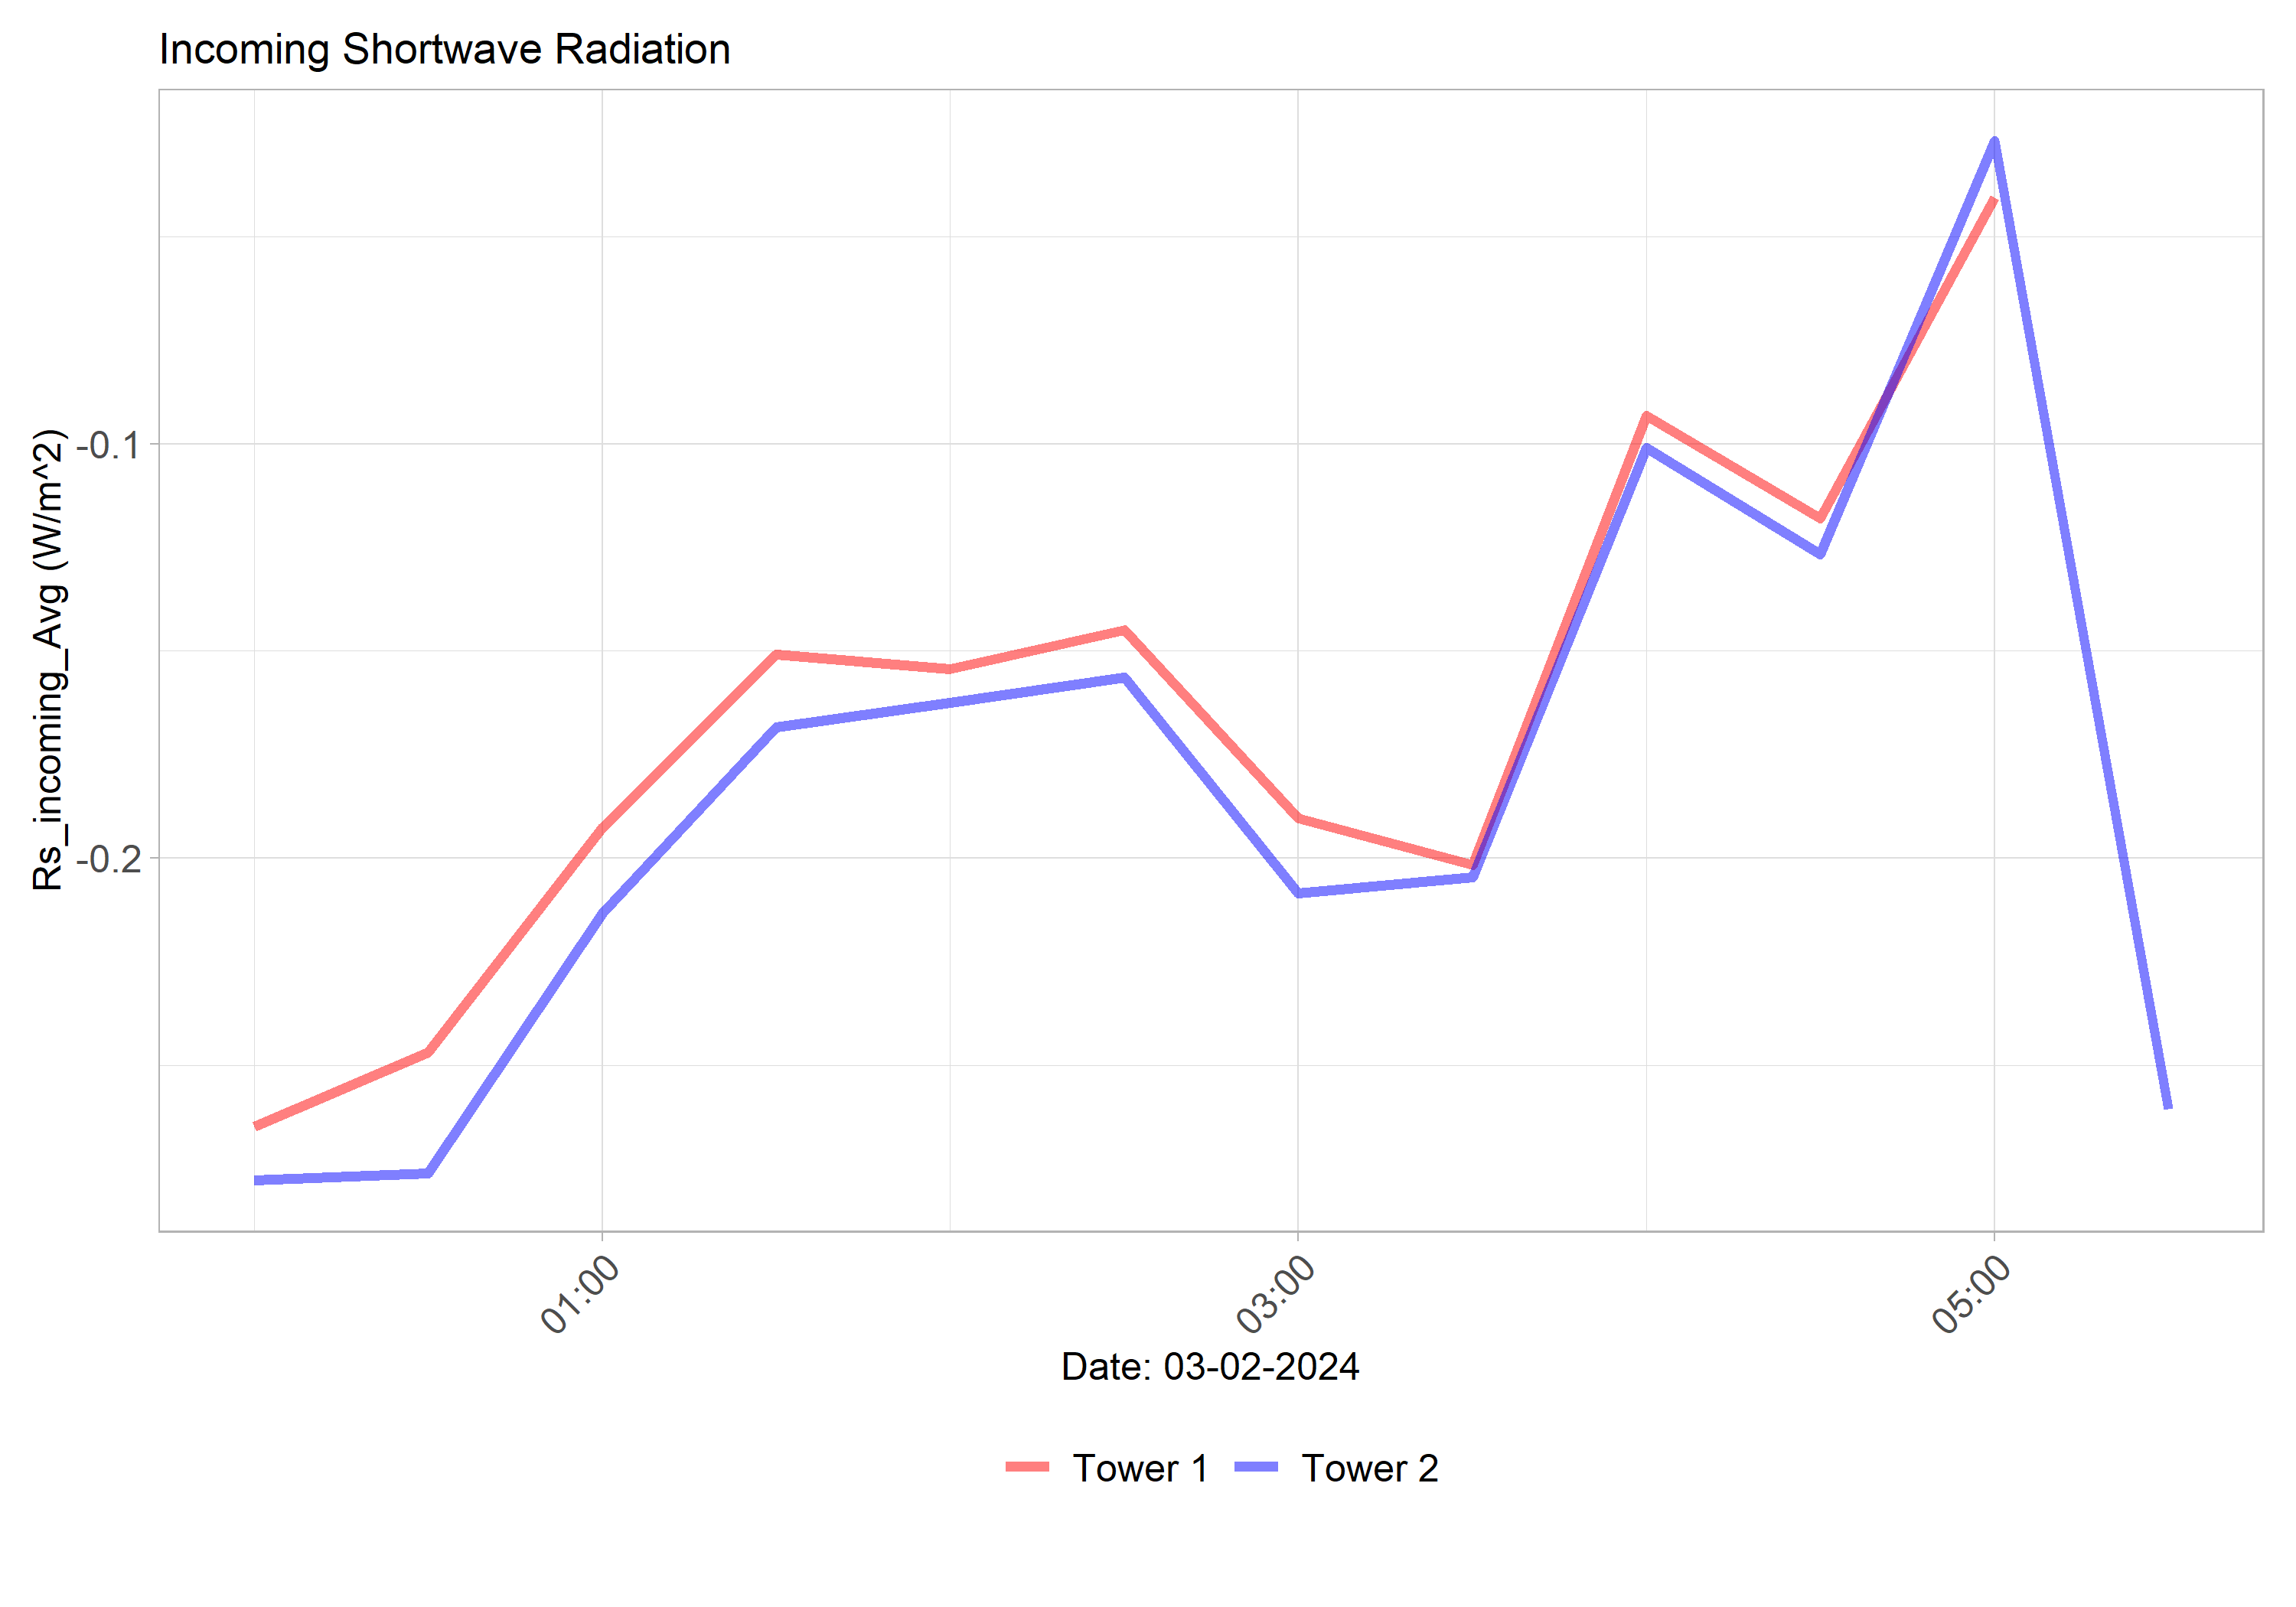 Incoming Shortwave Radiation
Rs_incoming_Avg (W/m^2)
-0.1
-0.2
01:00
03:00
05:00
Date: 03-02-2024
Tower 1
Tower 2